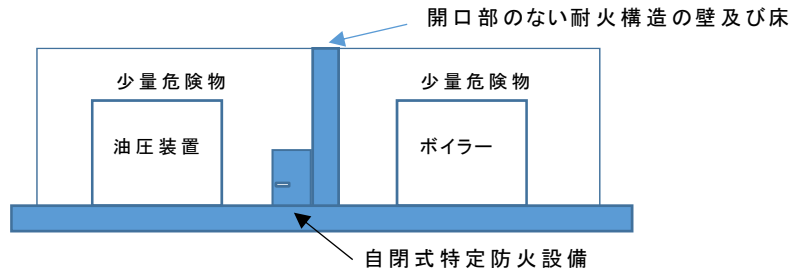 開口部のない耐火構造の壁及び床
少量危険物
少量危険物
油圧装置
ボイラー
自閉式特定防火設備